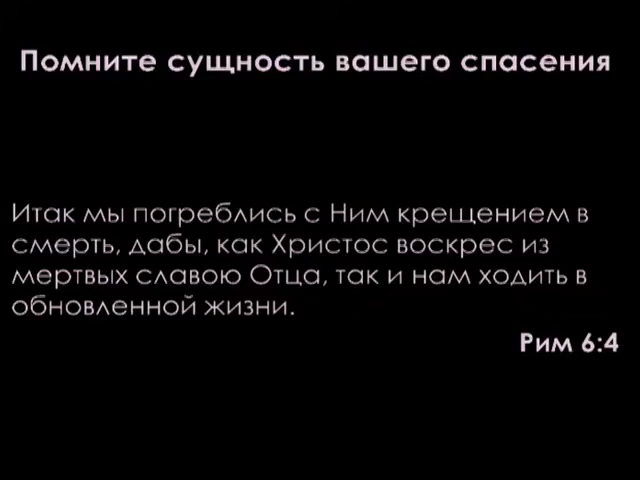 Помните сущность вашего спасения
Итак мы погреблись с Ним крещением в
смерть, дабы, как Христос воскрес из
мертвых славою Отца, так и нам ходить в
обновленной жизни.
Рим 6:4